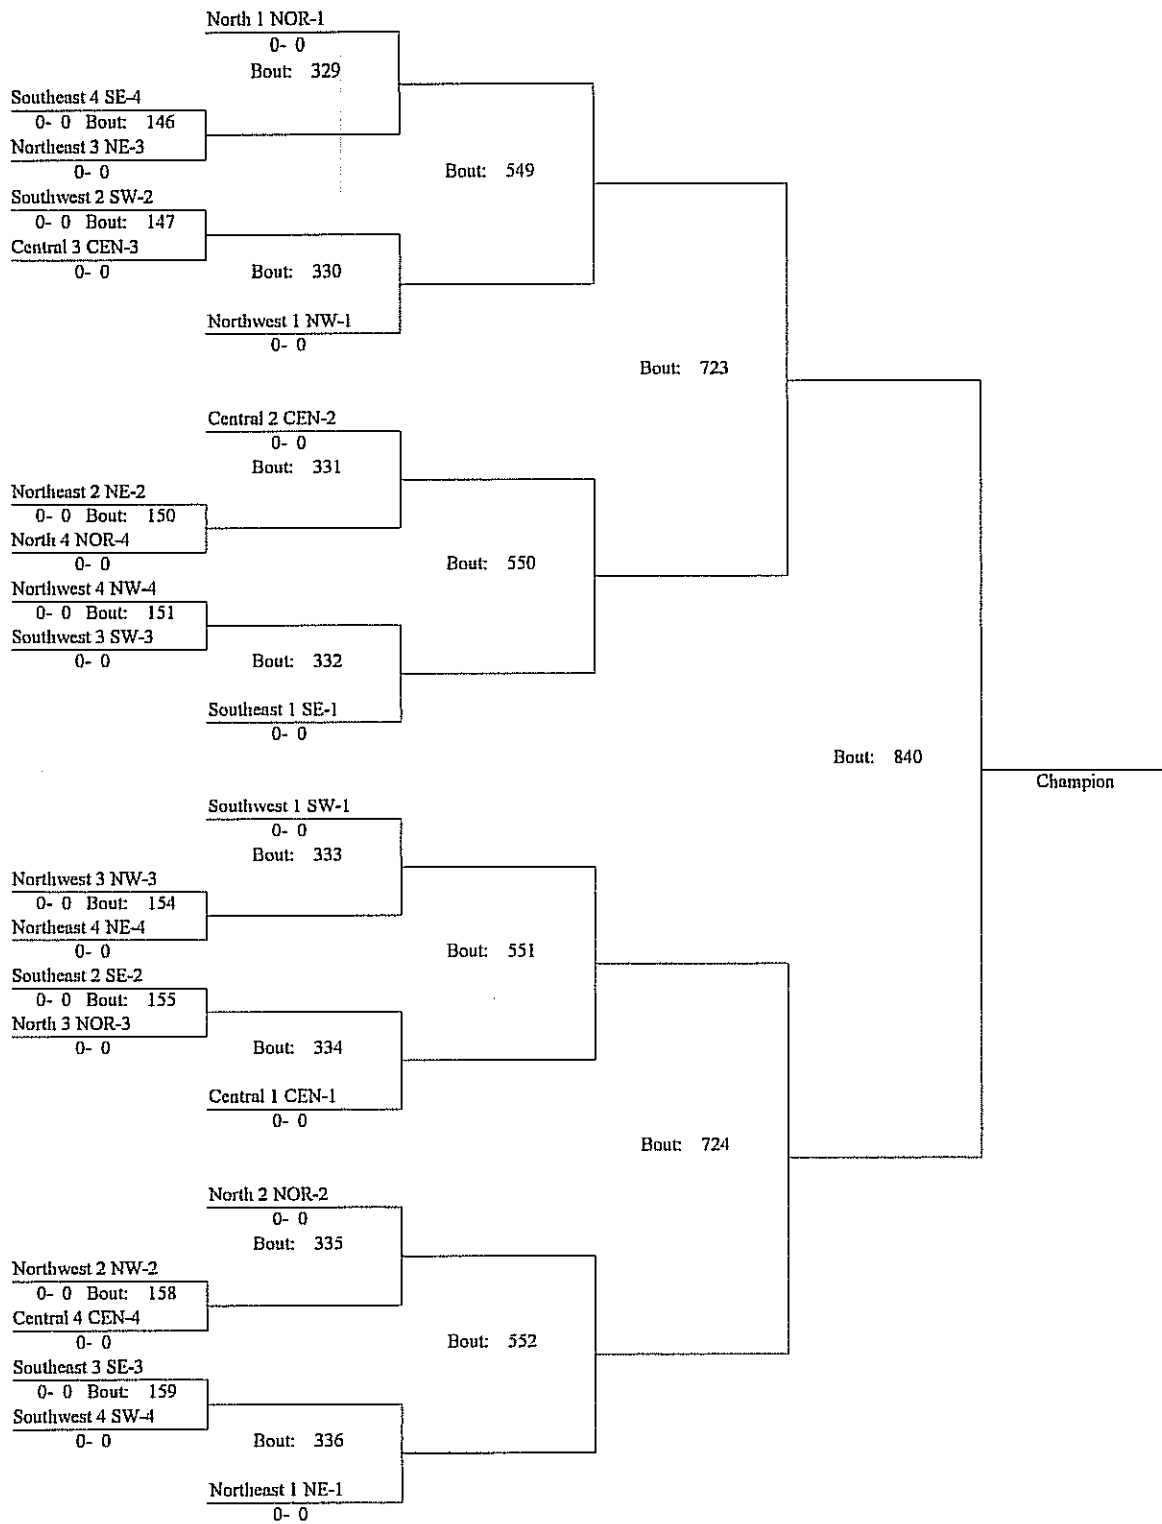 North 1 NOR-1
0- 0
Bout: 329
Southeast 4 SE-4
0- 0 Bout: 146
Northeast 3 NE-3
0- 0
Bout: 549
Southwest 2 SW-2
0- 0 Bout: 147
Central 3 CEN-3
0- 0
Bout: 330
Northwest 1 NW-1
0- 0
Bout: 723
Central 2 CEN-2
0- 0
Bout: 331
Northeast 2 NE-2
0- 0 Bout: 150
North 4 NOR-4
0- 0
Bout: 550
Northwest 4 NW-4
0- 0 Bout: 151
Southwest 3 SW-3
0- 0
Bout: 332
Southeast 1 SE-1
0- 0
Bout: 840
Champion
Southwest 1 SW-1
0- 0
Bout: 333
Northwest 3 NW-3
0- 0 Bout: 154
Northeast 4 NE-4
0- 0
Bout: 551
Southeast 2 SE-2
0- 0 Bout: 155
North 3 NOR-3
0- 0
Bout: 334
Central 1 CEN-1
0- 0
Bout: 724
North 2 NOR-2
0- 0
Bout: 335
Northwest 2 NW-2
0- 0 Bout: 158
Central 4 CEN-4
0- 0
Bout: 552
Southeast 3 SE-3
0- 0 Bout: 159
Southwest 4 SW-4
0- 0
Bout: 336
Northeast 1 NE-1
0- 0